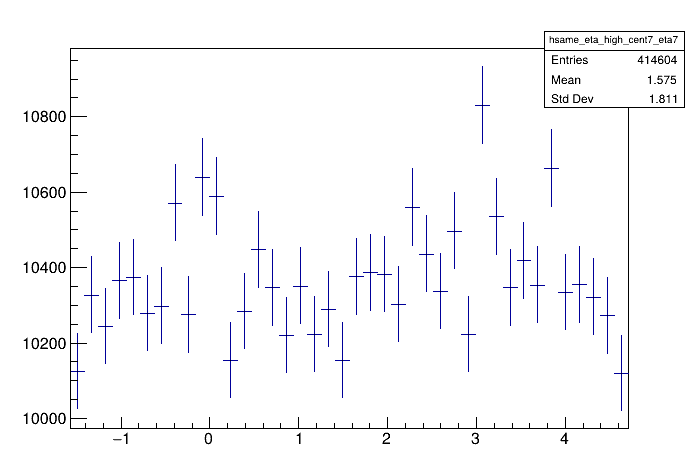 hsame_eta_high_cent7_eta7
Entries 414604
Mean 1.575
Std Dev 1.811
10800
10600
10400
10200
10000
−1 0 1 2 3 4